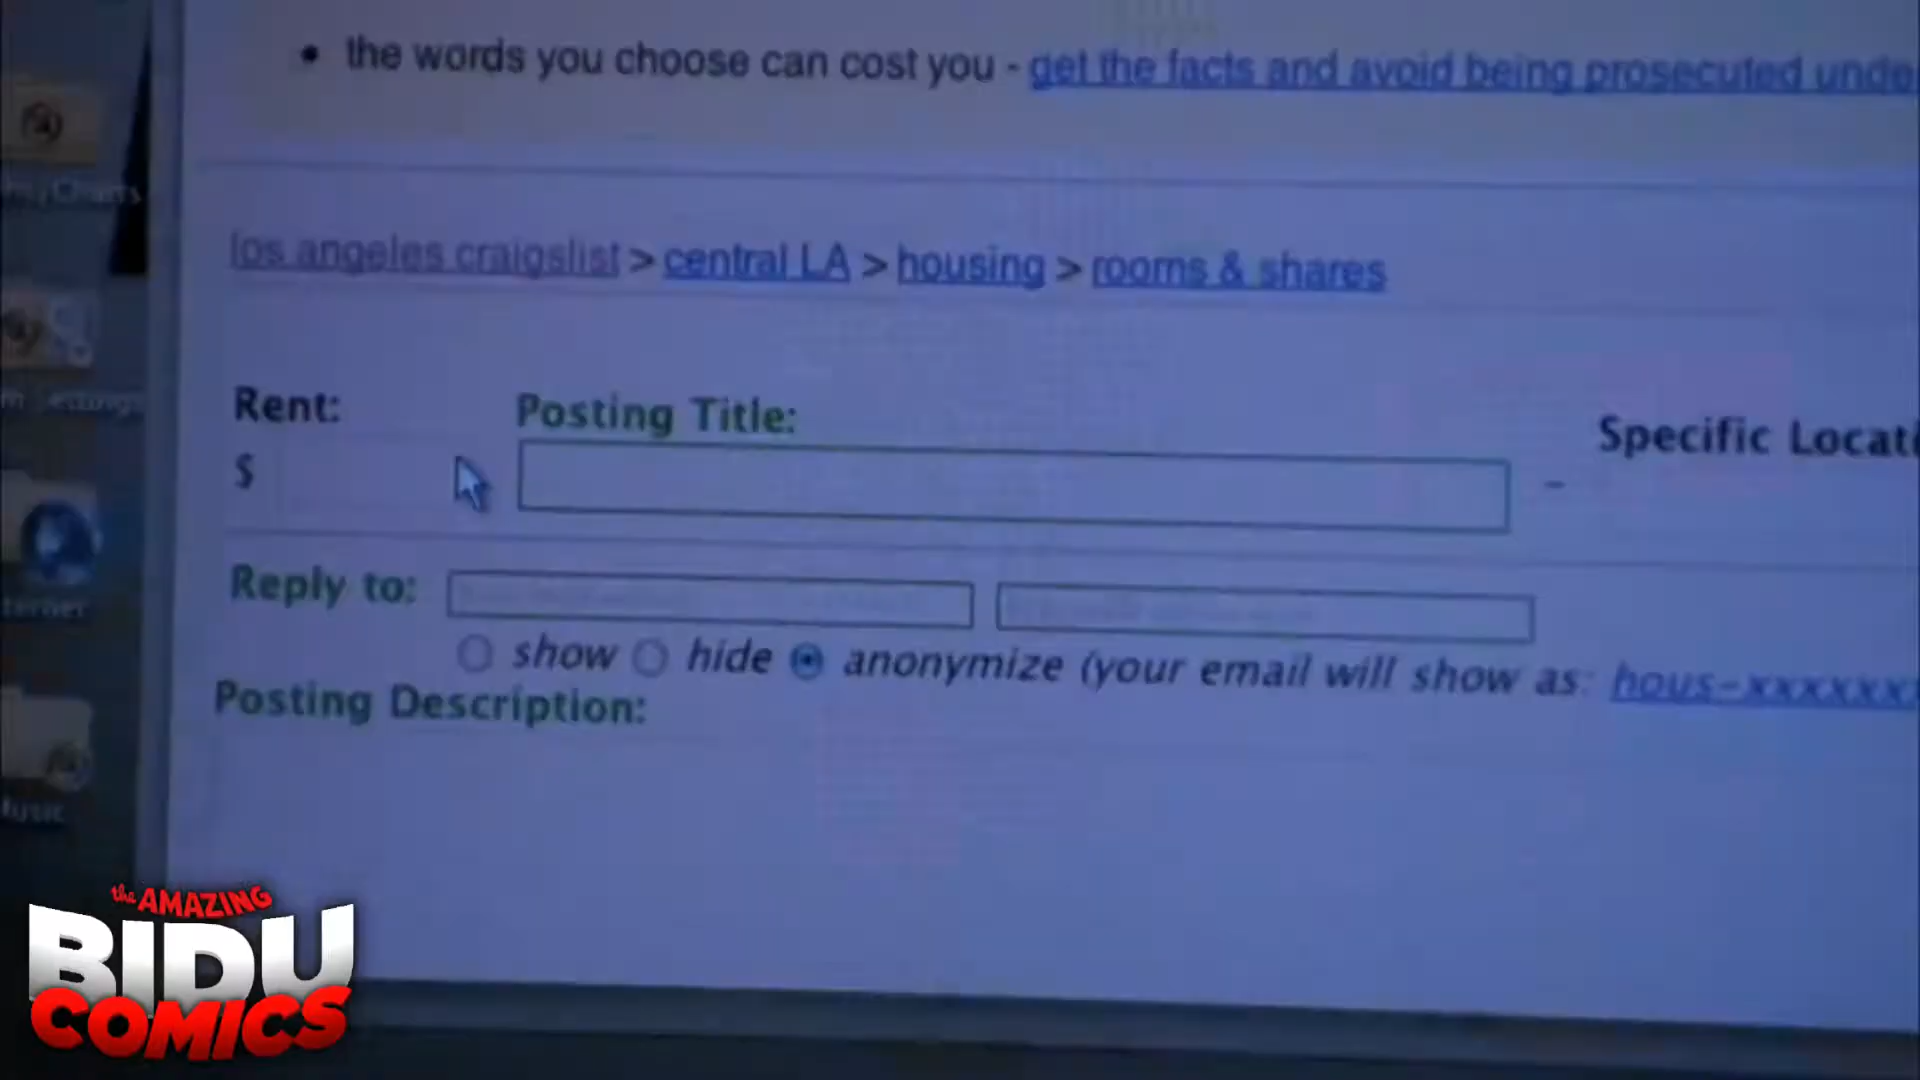 • the words you choose can cost you - get the facts and avoid being prosecuted unde
los angeles craigslist > central LA > housing > rooms & shares
Rent:
Posting Title:
Specific Locati
$
-
Reply to:
show hide anonymize (your email will show as: hous-xxxxxxx
Posting Description:
Music
the AMAZING
BIDU
COMICS